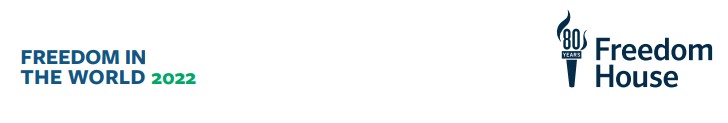 FREEDOM IN
THE WORLD 2022
80
YEARS
Freedom
House